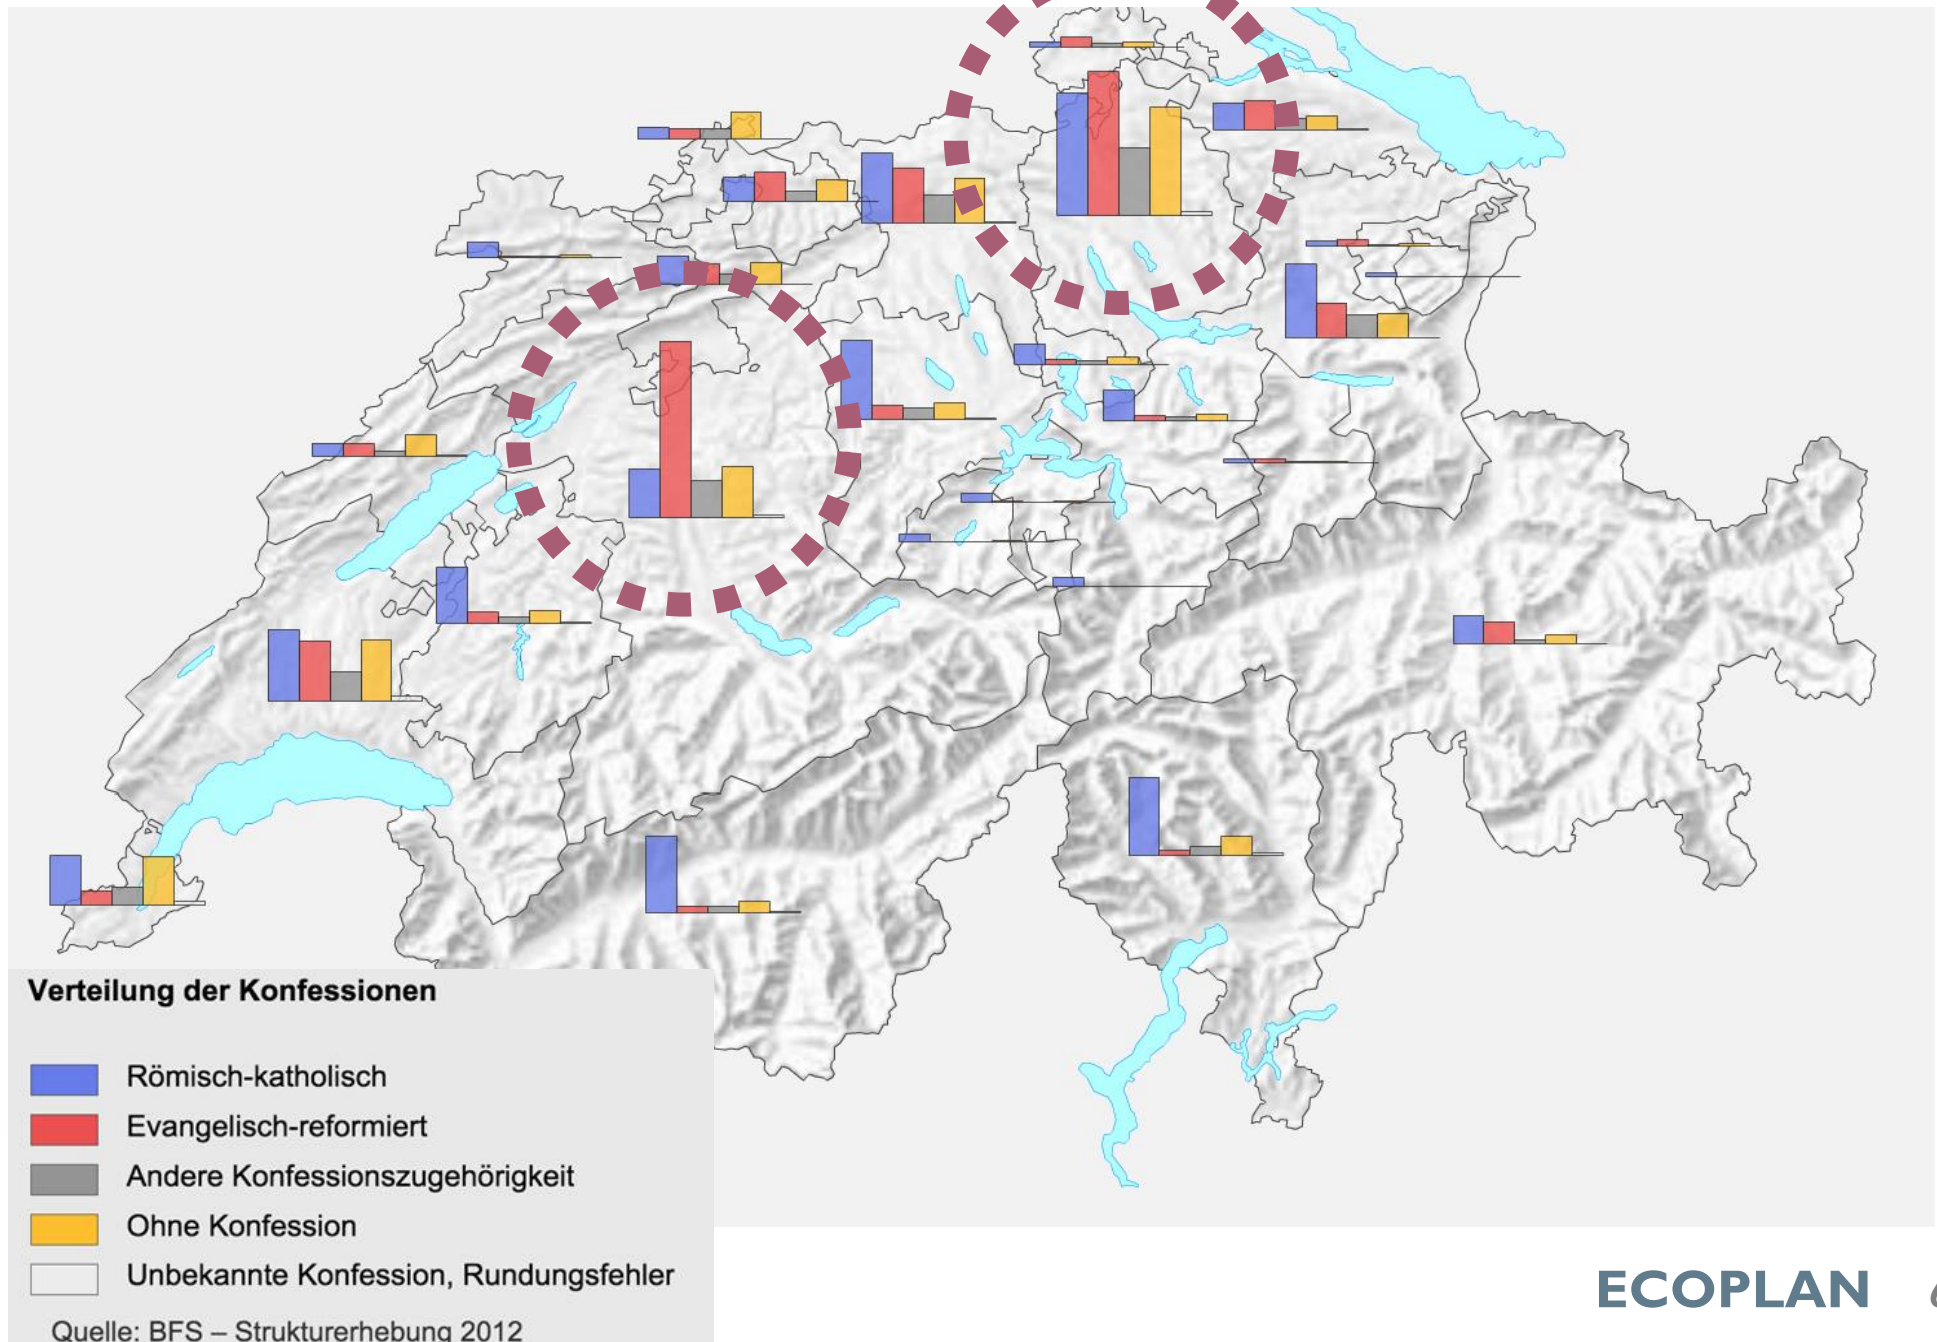 Verteilung der Konfessionen
Römisch-katholisch
Evangelisch-reformiert
Andere Konfessionszugehörigkeit
Ohne Konfession
Unbekannte Konfession, Rundungsfehler
Quelle: BFS – Strukturerhebung 2012
ECOPLAN